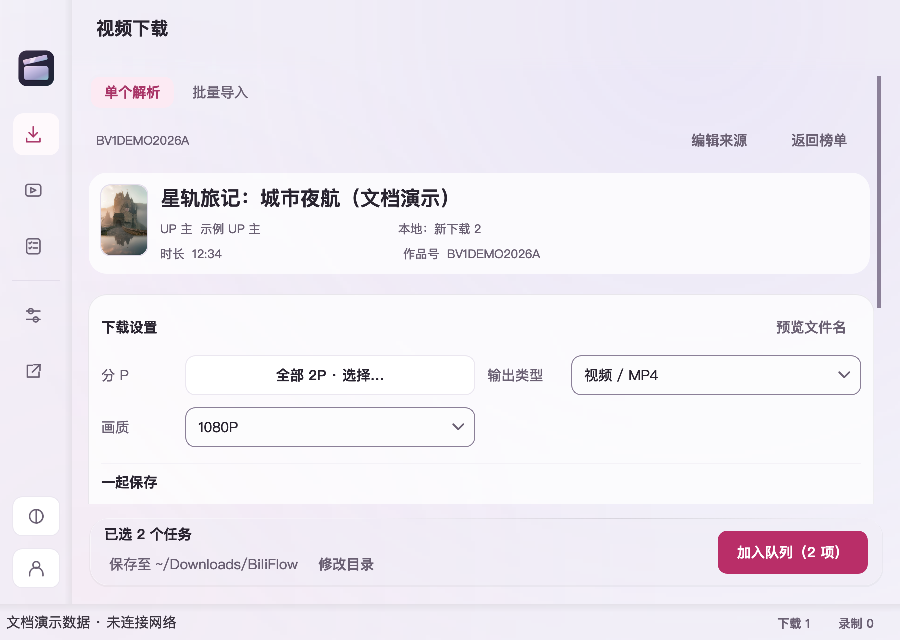 视频下载
单个解析 批量导入
BV1DEMO2026A 编辑来源 返回榜单
星轨旅记：城市夜航（文档演示）
UP 主 示例 UP 主 本地：新下载 2
时长 12:34 作品号 BV1DEMO2026A
下载设置 预览文件名
分 P 全部 2P · 选择... 输出类型 视频 / MP4
画质 1080P
一起保存
已选 2 个任务
保存至 ~/Downloads/BiliFlow 修改目录
加入队列（2 项）
文档演示数据 · 未连接网络 下载 1 录制 0